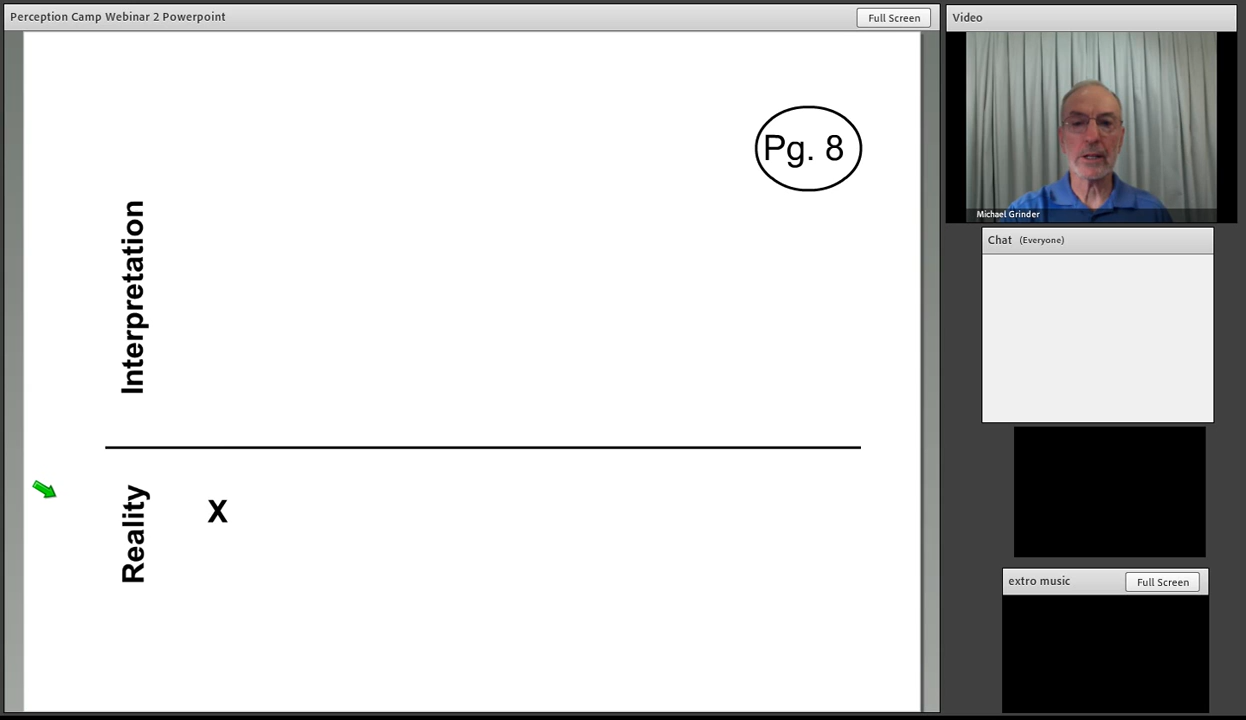 Perception Camp Webinar 2 Powerpoint
Full Screen
Pg. 8
Interpretation
Reality
X
Video
Michael Grinder
Chat (Everyone)
extro music
Full Screen